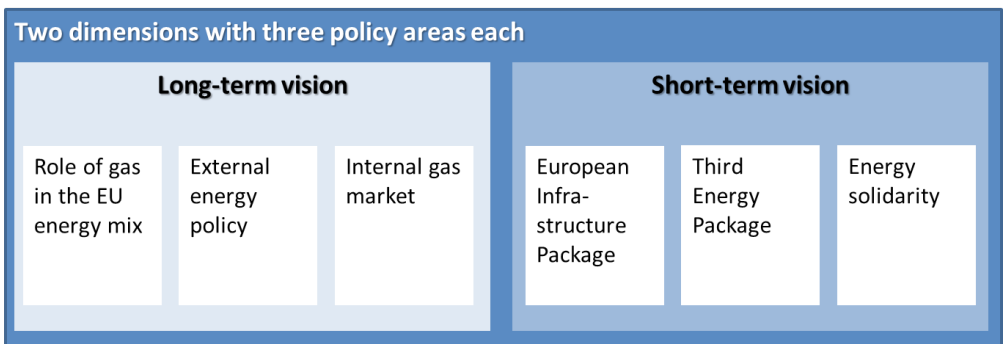 Two dimensions with three policy areas each
Long-term vision
Role of gas
in the EU
energy mix
External
energy
policy
Internal gas
market
Short-term vision
European
Infra-
structure
Package
Third
Energy
Package
Energy
solidarity